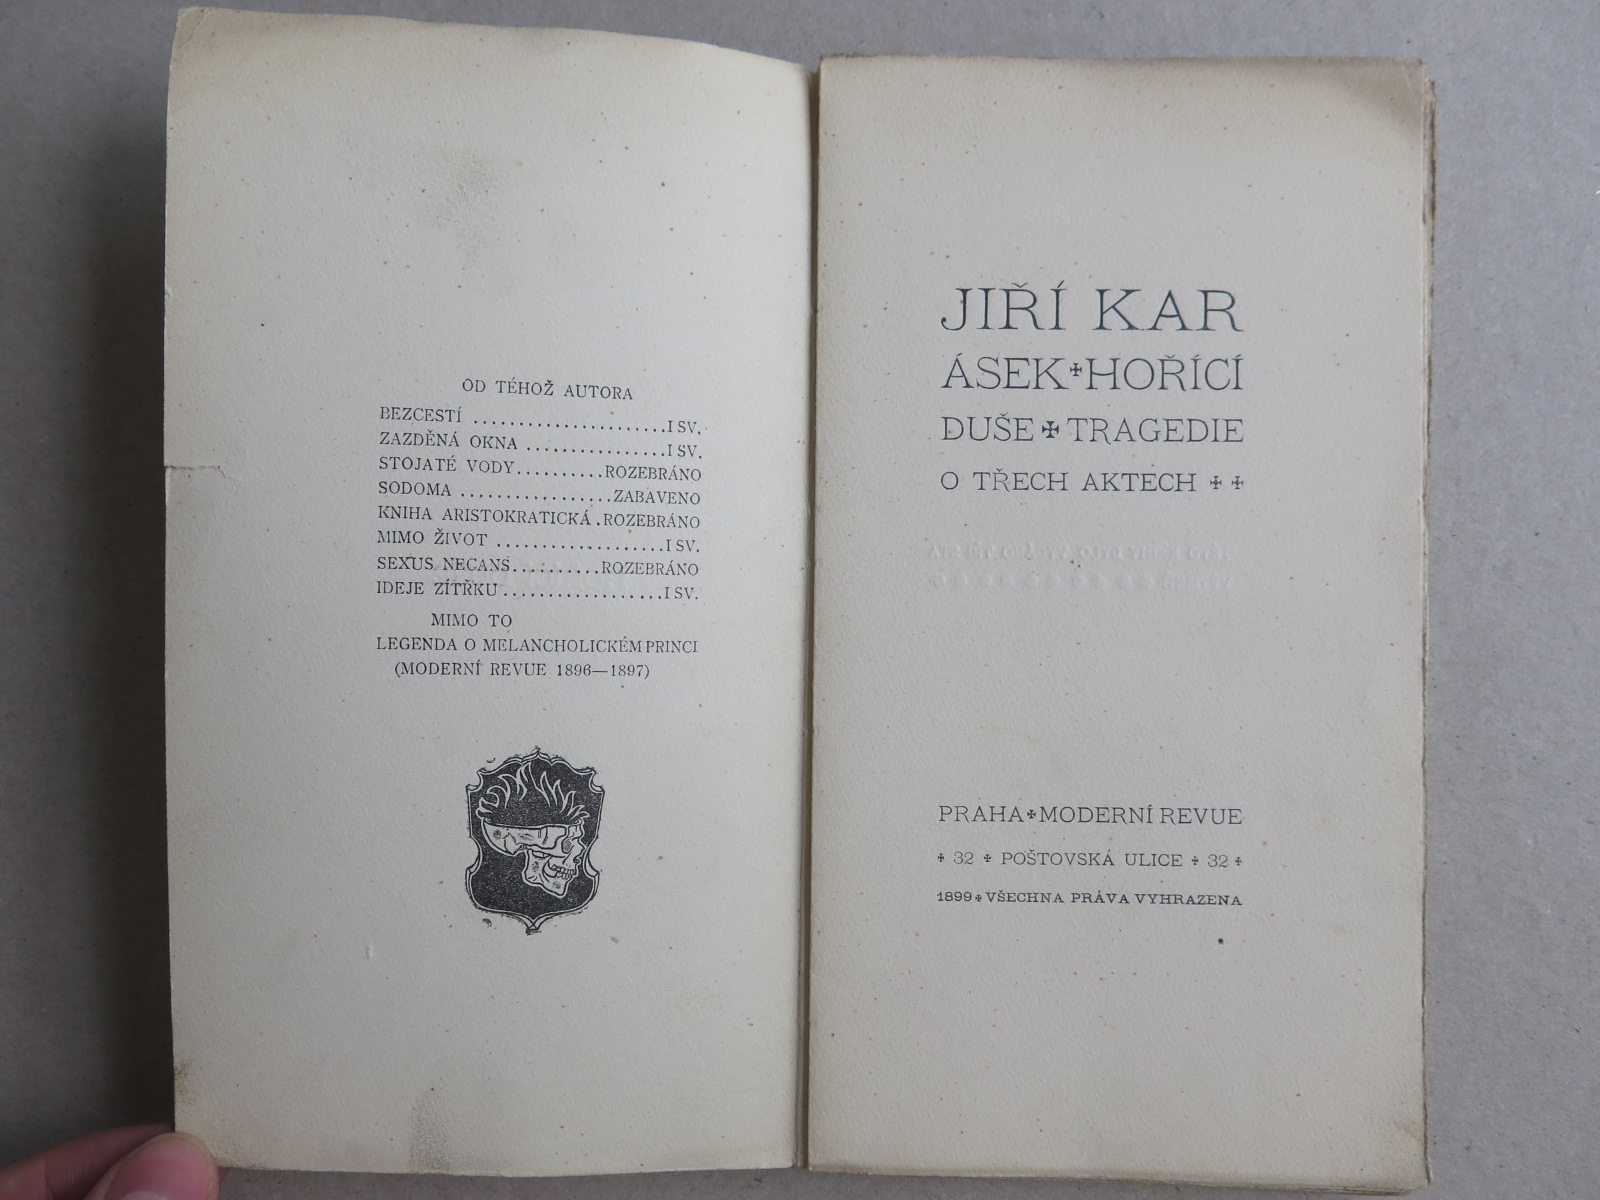 OD TÉHOŽ AUTORA
BEZCESTÍ ......................I SV.
ZAZDĚNÁ OKNA ................I SV.
STOJATÉ VODY..........ROZEBRÁNO
SODOMA .................ZABAVENO
KNIHA ARISTOKRATICKÁ .ROZEBRÁNO
MIMO ŽIVOT ...................I SV.
SEXUS NECANS..........ROZEBRÁNO
IDEJE ZÍTŘKU..................I SV.
MIMO TO
LEGENDA O MELANCHOLICKÉM PRINCI
(MODERNÍ REVUE 1896—1897)
JIŘÍ KAR
ÁSEK ✠ HOŘÍCÍ
DUŠE ✠ TRAGEDIE
O TŘECH AKTECH ✠ ✠
PRAHA ✠ MODERNÍ REVUE
✠ 32 ✠ POŠTOVSKÁ ULICE ✠ 32 ✠
1899 ✠ VŠECHNA PRÁVA VYHRAZENA
*